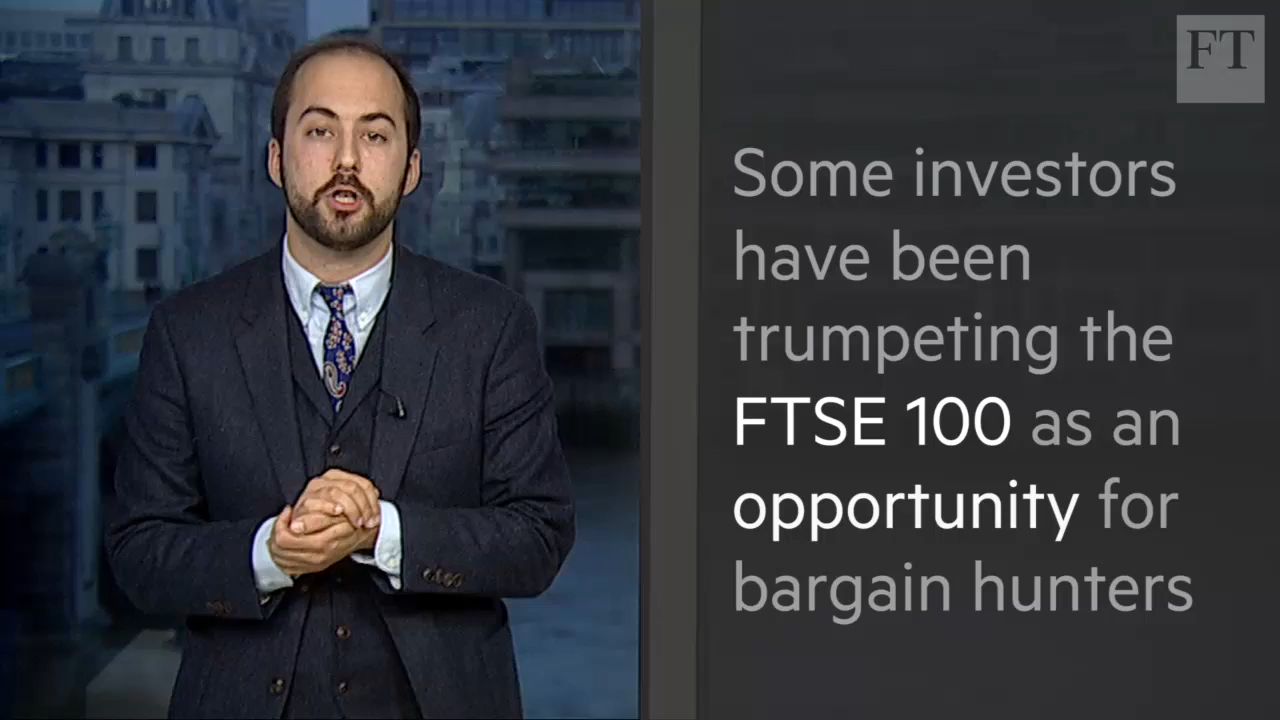 FT
Some investors
have been
trumpeting the
FTSE 100 as an
opportunity for
bargain hunters